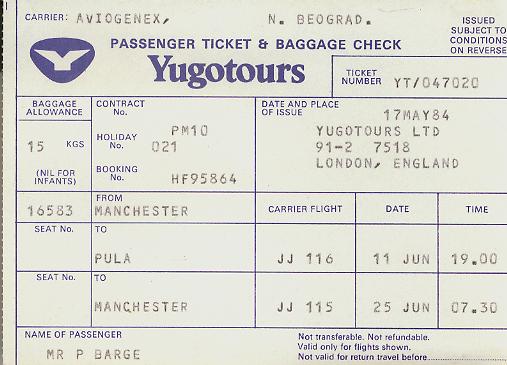 CARRIER: AVIOGENEX, N. BEOGRAD.
ISSUED
SUBJECT TO
CONDITIONS
ON REVERSE
PASSENGER TICKET & BAGGAGE CHECK
Yugotours
TICKET
NUMBER YT/047020
BAGGAGE
ALLOWANCE
15 KGS
(NIL FOR
INFANTS)
CONTRACT
No. PM10
HOLIDAY
No. 021
BOOKING
No. HF95864
DATE AND PLACE
OF ISSUE 17MAY84
YUGOTOURS LTD
91-2 7518
LONDON, ENGLAND
16583
FROM
MANCHESTER
CARRIER FLIGHT DATE TIME
SEAT No. TO
PULA JJ 116 11 JUN 19.00
SEAT No. TO
MANCHESTER JJ 115 25 JUN 07.30
NAME OF PASSENGER
MR P BARGE
Not transferable. Not refundable.
Valid only for flights shown.
Not valid for return travel before